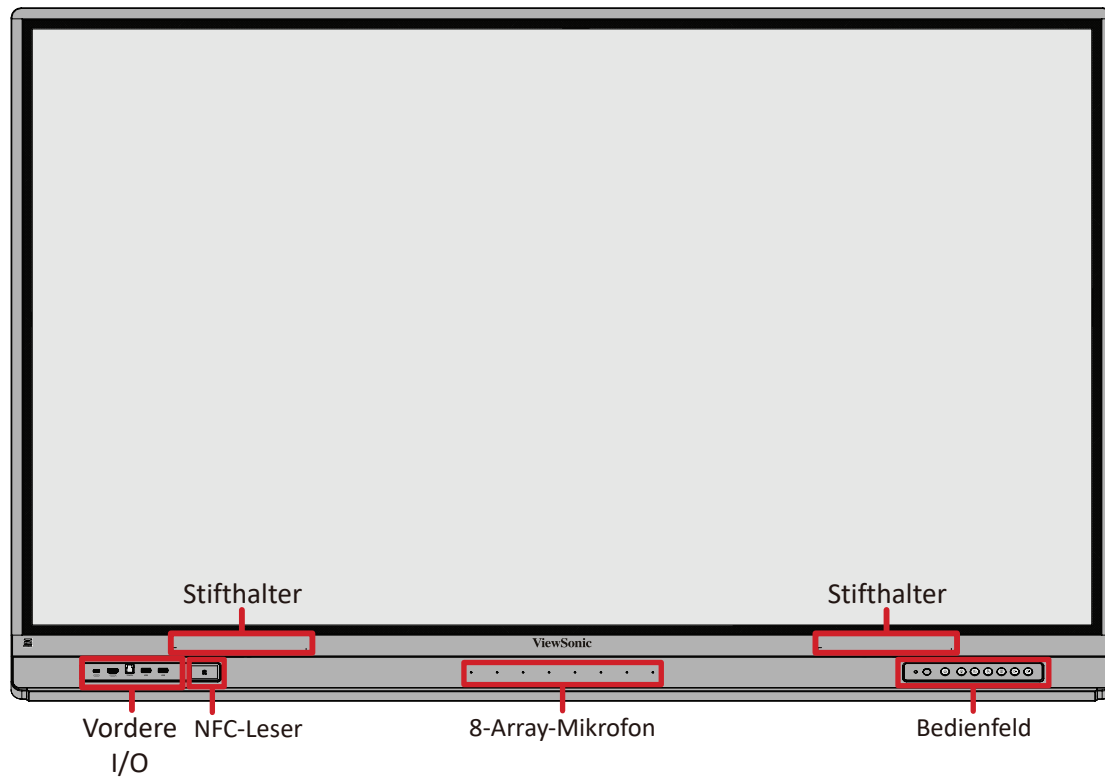 Stifthalter
Stifthalter
ViewSonic
Vordere
I/O
NFC-Leser
8-Array-Mikrofon
Bedienfeld